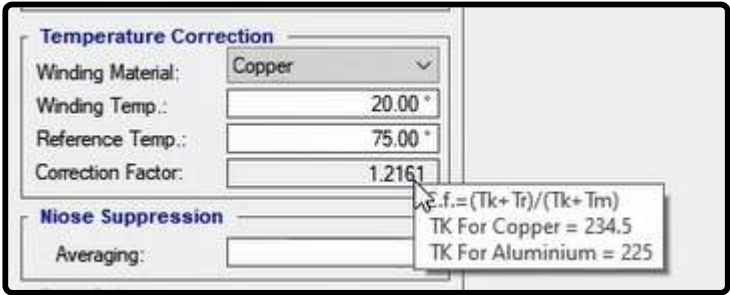 Temperature Correction
Winding Material: Copper
Winding Temp.: 20.00 °
Reference Temp.: 75.00 °
Correction Factor: 1.2161
.f.=(Tk+Tr)/(Tk+Tm)
TK For Copper = 234.5
TK For Aluminium = 225
Niose Suppression
Averaging: